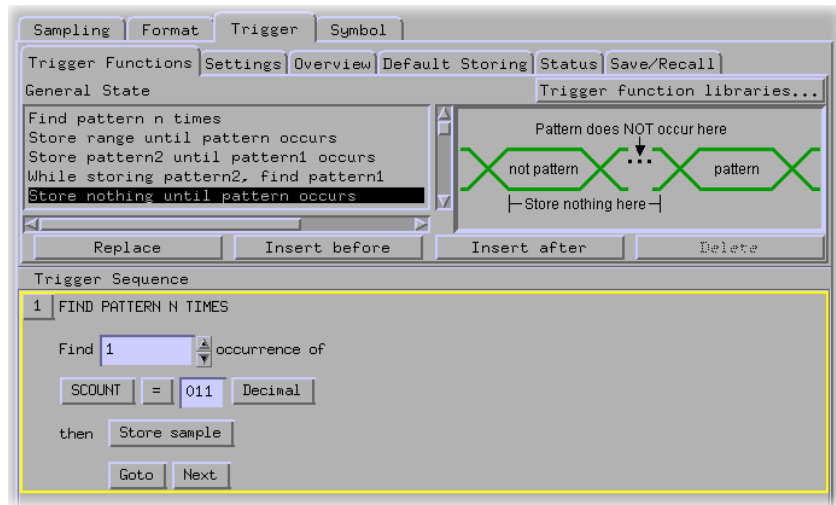 Sampling Format Trigger Symbol
Trigger Functions Settings Overview Default Storing Status Save/Recall
General State
Trigger function libraries...
Find pattern n times
Store range until pattern occurs
Store pattern2 until pattern1 occurs
While storing pattern2, find pattern1
Store nothing until pattern occurs
Pattern does NOT occur here
not pattern ... pattern
Store nothing here
Replace Insert before Insert after Delete
Trigger Sequence
1 FIND PATTERN N TIMES
Find 1 occurrence of
SCOUNT = 011 Decimal
then Store sample
Goto Next